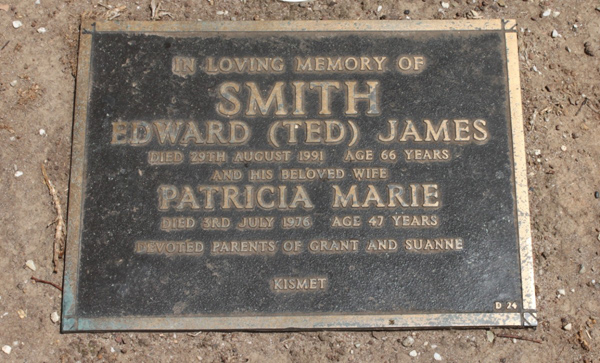 IN LOVING MEMORY OF
SMITH
EDWARD (TED) JAMES
DIED 29TH AUGUST 1991 AGE 66 YEARS
AND HIS BELOVED WIFE
PATRICIA MARIE
DIED 3RD JULY 1976 AGE 47 YEARS
DEVOTED PARENTS OF GRANT AND SUANNE
KISMET
D 24